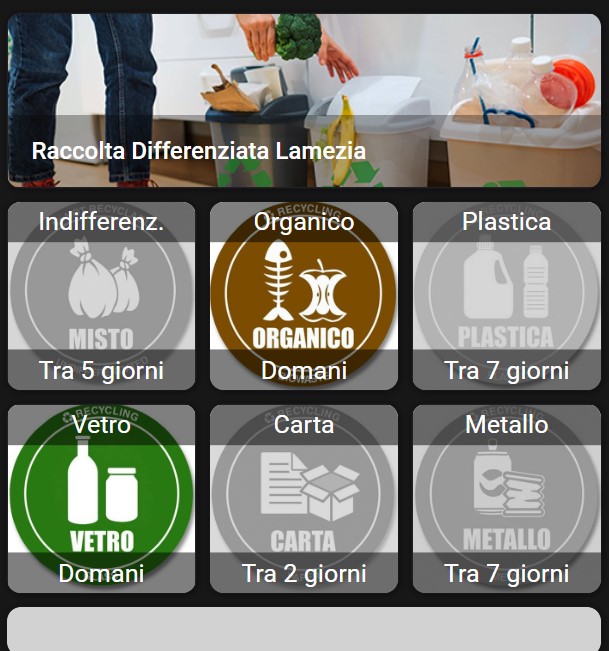 Raccolta Differenziata Lamezia
Indifferenz.
MISTO
Tra 5 giorni
RECYCLING
Organico
ORGANICO
Domani
Plastica
PLASTICA
Tra 7 giorni
RECYCLING
Vetro
VETRO
Domani
RECYCLING
Carta
CARTA
Tra 2 giorni
RECYCLING
Metallo
METALLO
Tra 7 giorni